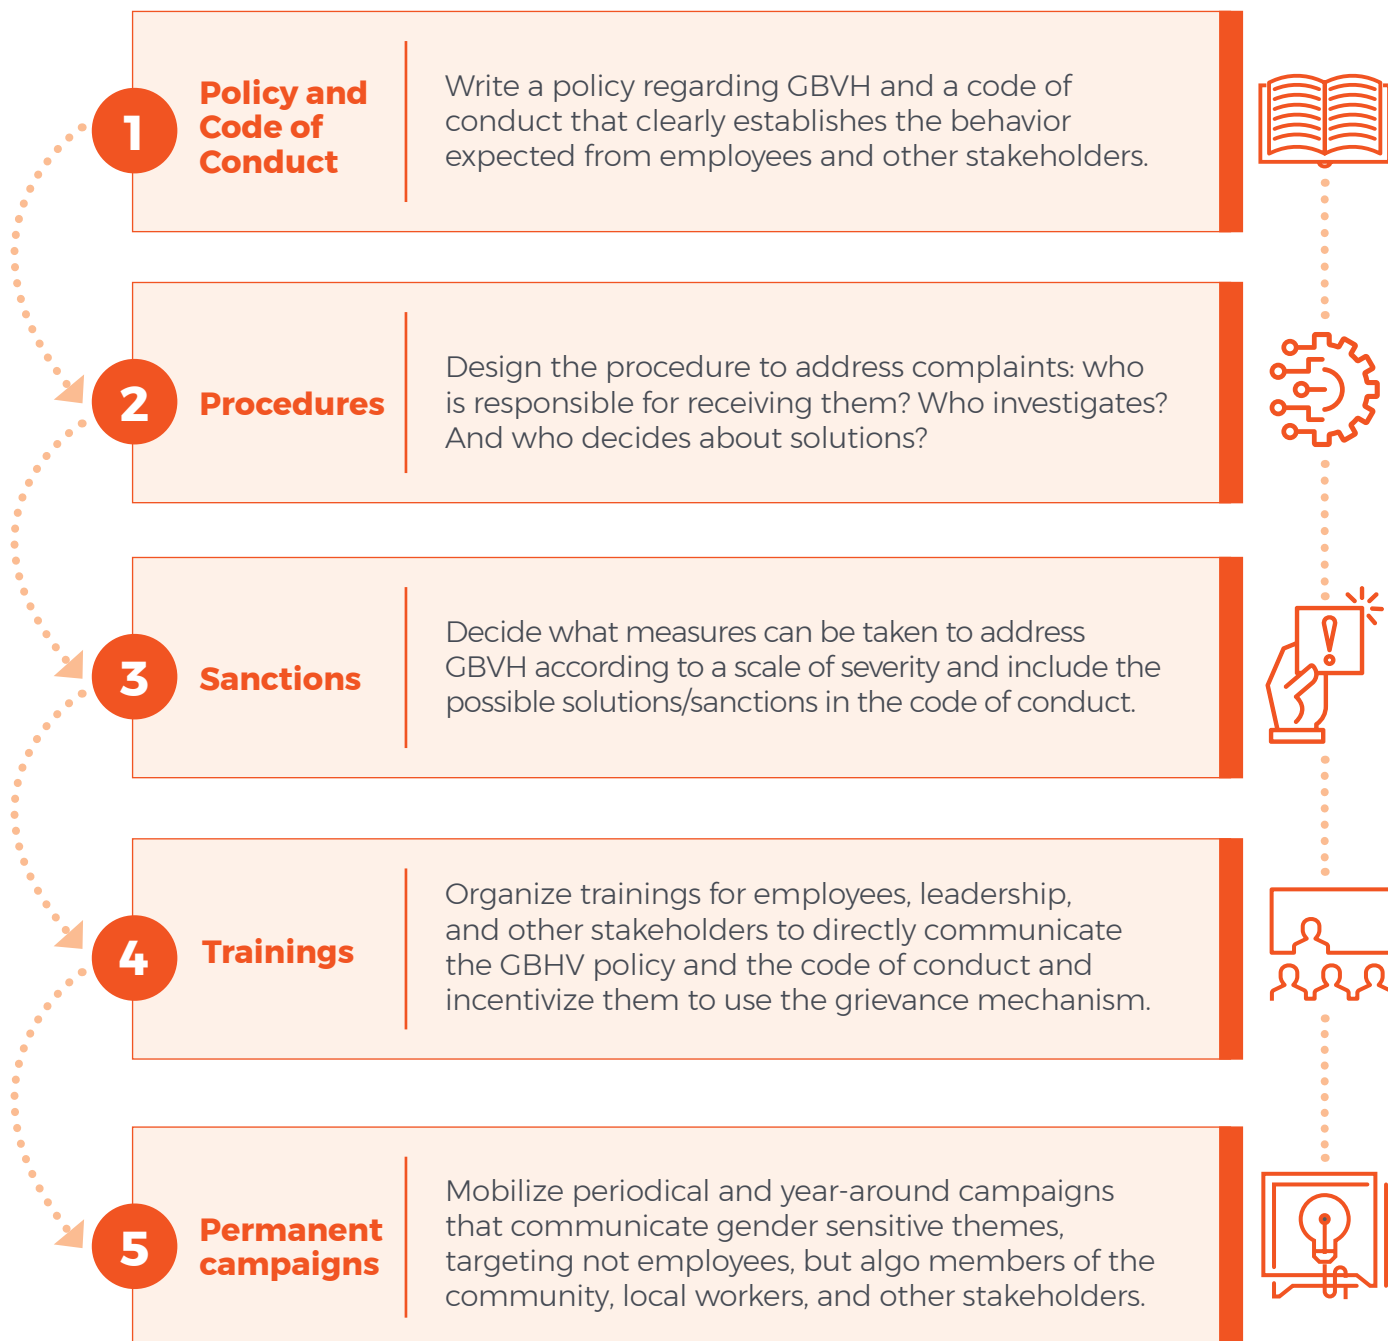 1
Policy and
Code of
Conduct
Write a policy regarding GBVH and a code of
conduct that clearly establishes the behavior
expected from employees and other stakeholders.
2
Procedures
Design the procedure to address complaints: who
is responsible for receiving them? Who investigates?
And who decides about solutions?
3
Sanctions
Decide what measures can be taken to address
GBVH according to a scale of severity and include the
possible solutions/sanctions in the code of conduct.
4
Trainings
Organize trainings for employees, leadership,
and other stakeholders to directly communicate
the GBHV policy and the code of conduct and
incentivize them to use the grievance mechanism.
5
Permanent
campaigns
Mobilize periodical and year-around campaigns
that communicate gender sensitive themes,
targeting not employees, but algo members of the
community, local workers, and other stakeholders.